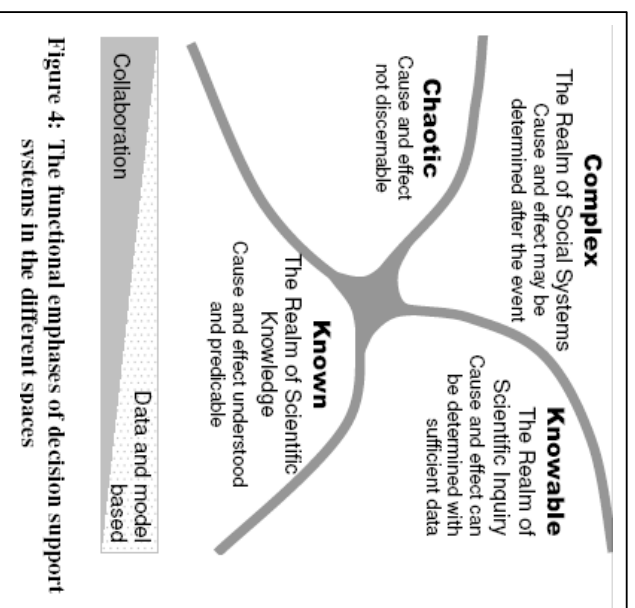 Complex
The Realm of Social Systems
Cause and effect may be
determined after the event
Knowable
The Realm of
Scientific Inquiry
Cause and effect can
be determined with
sufficient data
Chaotic
Cause and effect
not discernable
Known
The Realm of Scientific
Knowledge
Cause and effect understood
and predicable
Collaboration
Data and model
based
Figure 4: The functional emphases of decision support
systems in the different spaces